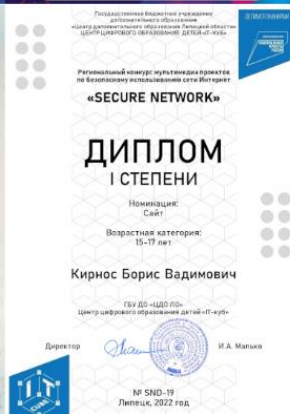 Государственное бюджетное учреждение
дополнительного образования
«Центр дополнительного образования Липецкой области»
ЦЕНТР ЦИФРОВОГО ОБРАЗОВАНИЯ ДЕТЕЙ «IT-КУБ»
Региональный конкурс мультимедиа проектов
по безопасному использованию сети Интернет
«SECURE NETWORK»
ДИПЛОМ
I СТЕПЕНИ
Номинация:
Сайт
Возрастная категория:
15-17 лет
Кирнос Борис Вадимович
ГБУ ДО «ЦДО ЛО»
Центр цифрового образования детей «IT-куб»
Директор
И.А. Малько
IT
CUBE
№ SND-19
Липецк, 2022 год